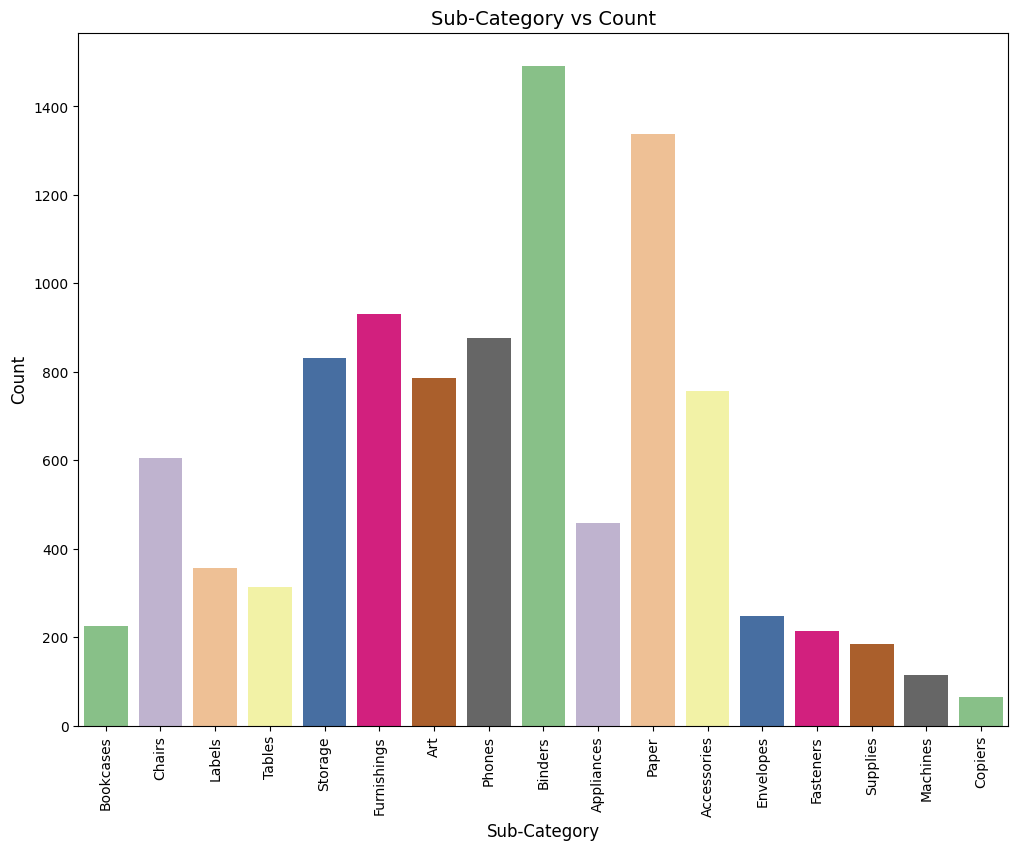 Sub-Category vs Count
Count
1400
1200
1000
800
600
400
200
0
Bookcases
Chairs
Labels
Tables
Storage
Furnishings
Art
Phones
Binders
Appliances
Paper
Accessories
Envelopes
Fasteners
Supplies
Machines
Copiers
Sub-Category